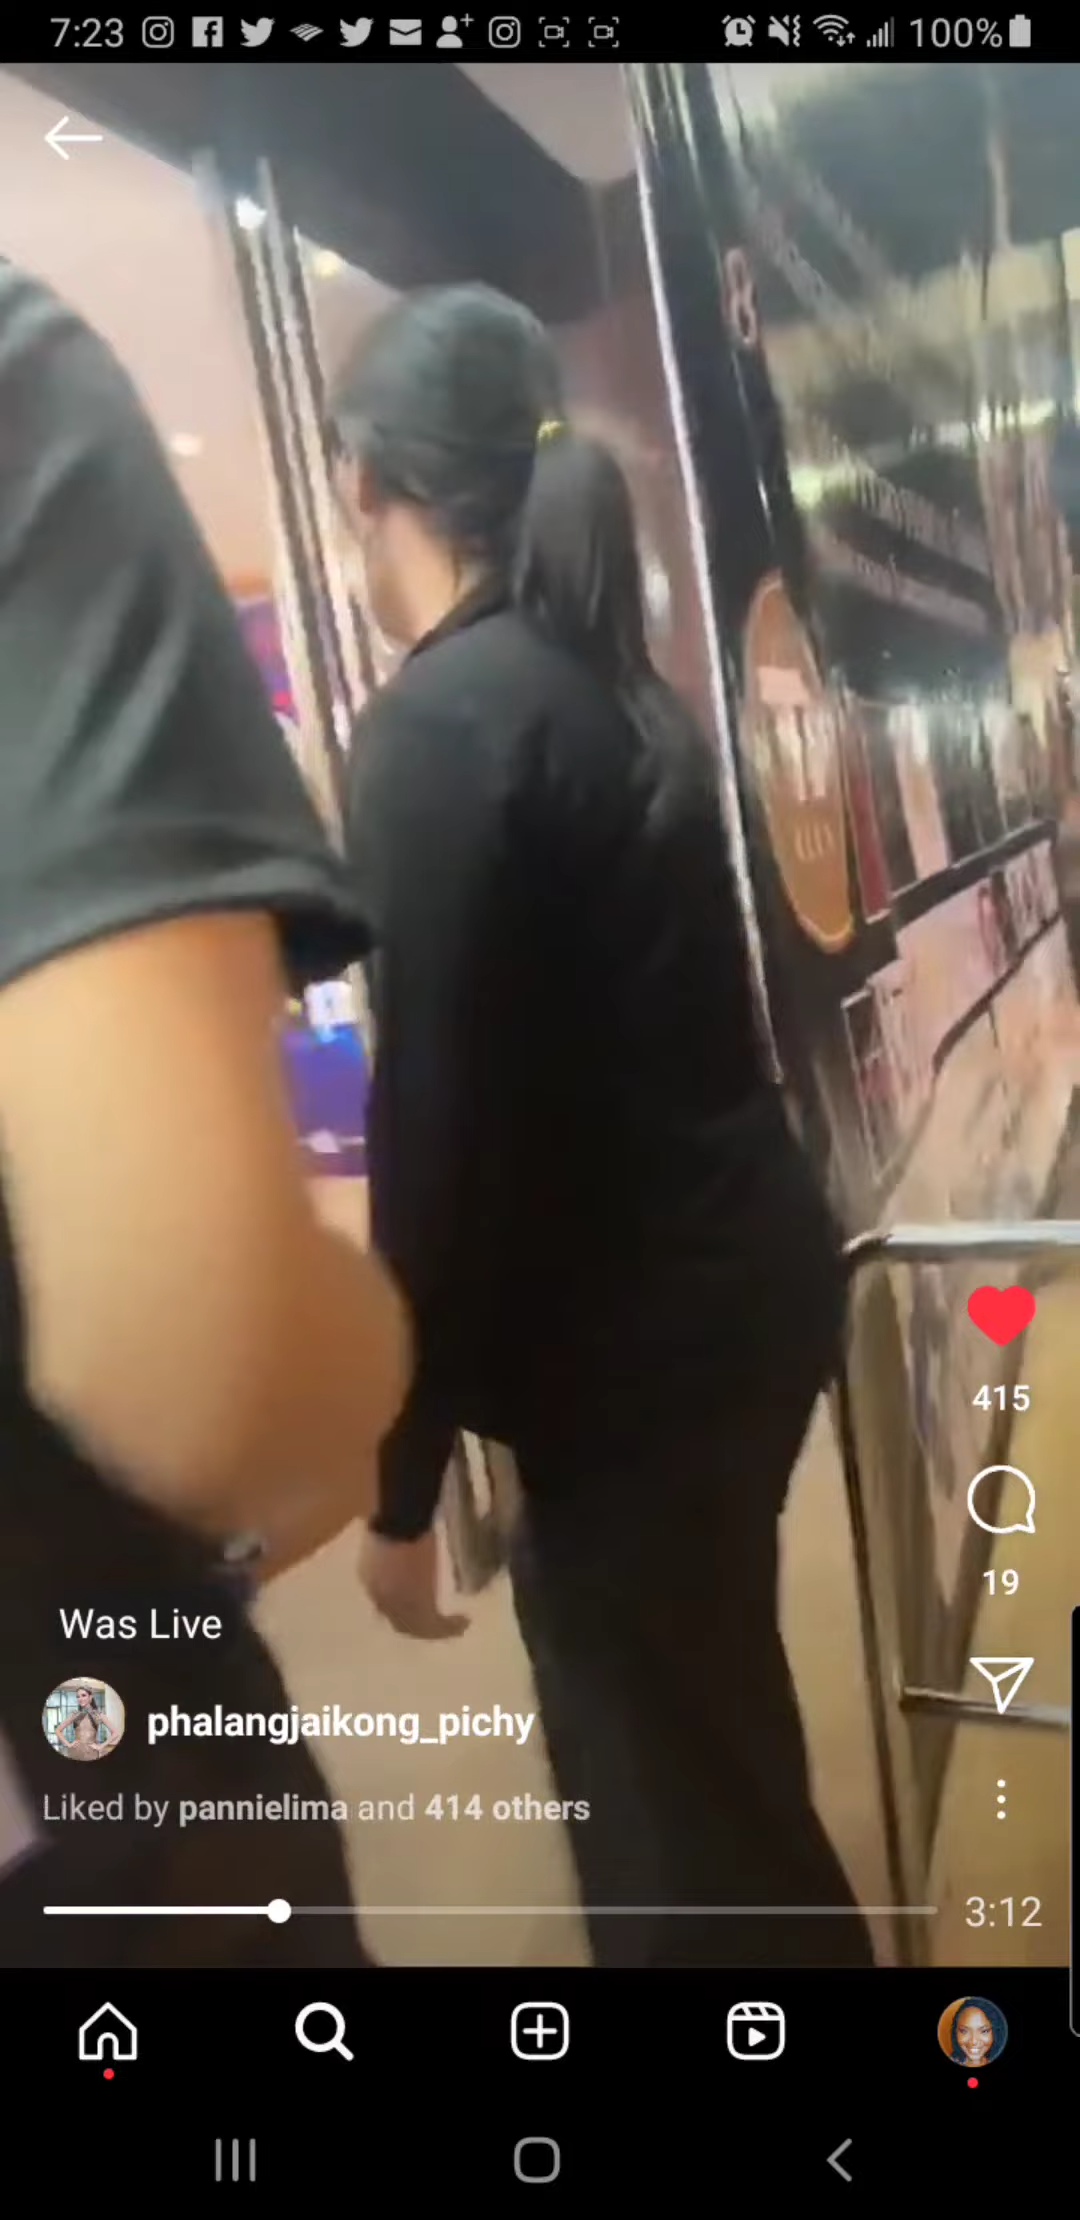 7:23
100%
415
19
Was Live
phalangjaikong_pichy
Liked by pannielima and 414 others
3:12